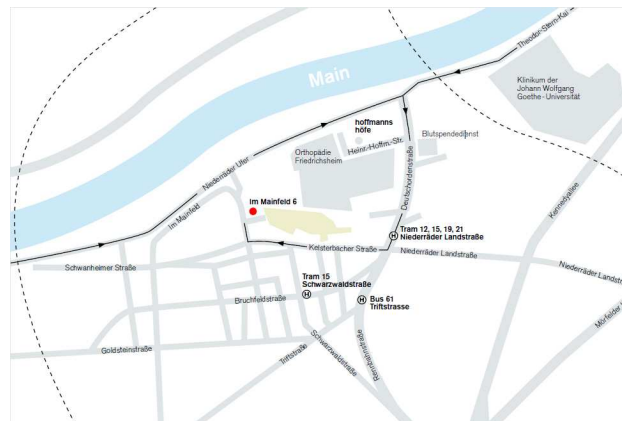 Theodor-Stern-Kai
Main
Klinikum der
Johann Wolfgang
Goethe-Universität
hoffmanns
höfe
Blutspendedienst
Heinr.-Hoffm.-Str.
Orthopädie
Friedrichsheim
Niederräder Ufer
Deutschordenstraße
Kennedyallee
Im Mainfeld
Im Mainfeld 6
Tram 12, 15, 19, 21
Niederräder Landstraße
Kelsterbacher Straße
Niederräder Landstraße
Schwanheimer Straße
Niederräder Landstr
Tram 15
Schwarzwaldstraße
H
H
Bruchfeldstraße
H
Bus 61
Triftstrasse
Mörfelder
Goldsteinstraße
Triftstraße
Schwarzwaldstraße
Rennbahnstraße